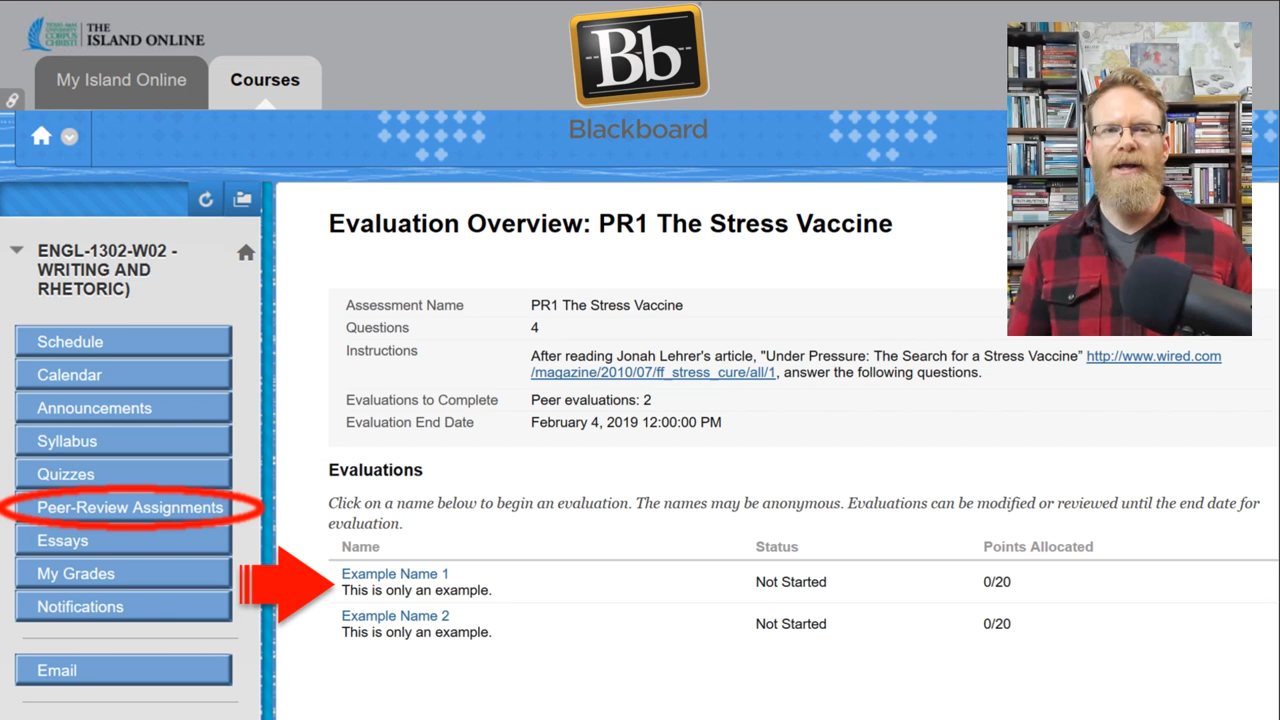 TEXAS A&M
UNIVERSITY
CORPUS
CHRISTI
THE
ISLAND ONLINE
My Island Online
Courses
Bb
Blackboard
ENGL-1302-W02 -
WRITING AND
RHETORIC)
Schedule
Calendar
Announcements
Syllabus
Quizzes
Peer-Review Assignments
Essays
My Grades
Notifications
Email
Evaluation Overview: PR1 The Stress Vaccine
Assessment Name PR1 The Stress Vaccine
Questions 4
Instructions After reading Jonah Lehrer's article, "Under Pressure: The Search for a Stress Vaccine” http://www.wired.com
/magazine/2010/07/ff_stress_cure/all/1, answer the following questions.
Evaluations to Complete Peer evaluations: 2
Evaluation End Date February 4, 2019 12:00:00 PM
Evaluations
Click on a name below to begin an evaluation. The names may be anonymous. Evaluations can be modified or reviewed until the end date for
evaluation.
Name Status Points Allocated
Example Name 1 Not Started 0/20
This is only an example.
Example Name 2 Not Started 0/20
This is only an example.